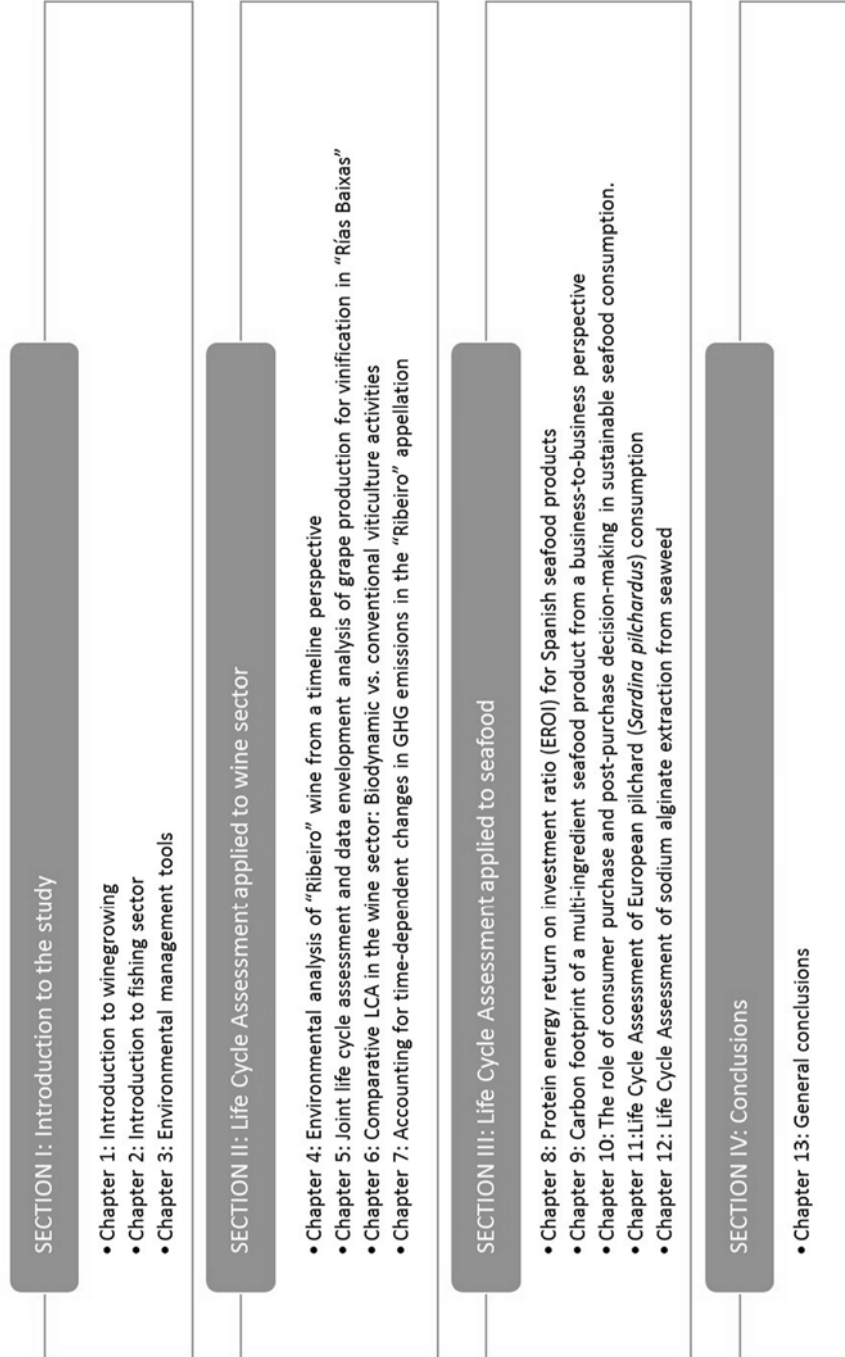 SECTION I: Introduction to the study
• Chapter 1: Introduction to winegrowing
• Chapter 2: Introduction to fishing sector
• Chapter 3: Environmental management tools
SECTION II: Life Cycle Assessment applied to wine sector
• Chapter 4: Environmental analysis of “Ribeiro” wine from a timeline perspective
• Chapter 5: Joint life cycle assessment and data envelopment analysis of grape production for vinification in “Rías Baixas”
• Chapter 6: Comparative LCA in the wine sector: Biodynamic vs. conventional viticulture activities
• Chapter 7: Accounting for time-dependent changes in GHG emissions in the “Ribeiro” appellation
SECTION III: Life Cycle Assessment applied to seafood
• Chapter 8: Protein energy return on investment ratio (EROI) for Spanish seafood products
• Chapter 9: Carbon footprint of a multi-ingredient seafood product from a business-to-business perspective
• Chapter 10: The role of consumer purchase and post-purchase decision-making in sustainable seafood consumption.
• Chapter 11:Life Cycle Assessment of European pilchard (Sardina pilchardus) consumption
• Chapter 12: Life Cycle Assessment of sodium alginate extraction from seaweed
SECTION IV: Conclusions
• Chapter 13: General conclusions